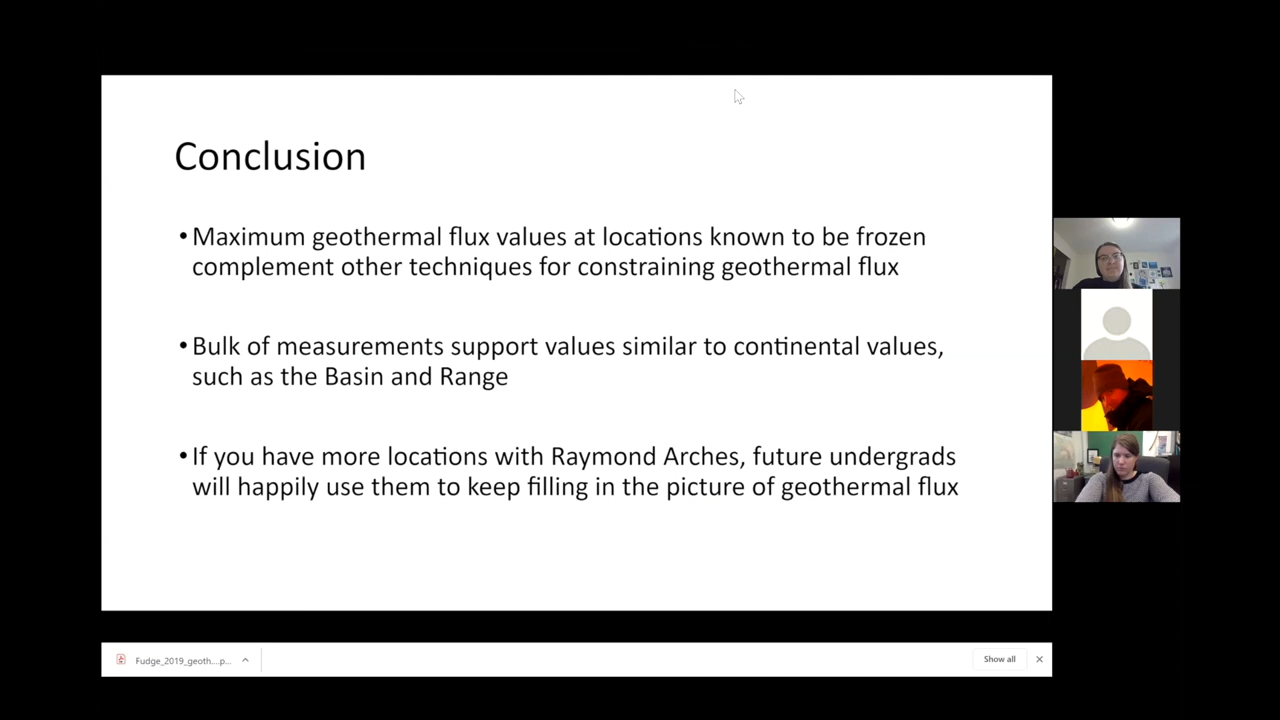 Conclusion
•Maximum geothermal flux values at locations known to be frozen
complement other techniques for constraining geothermal flux
•Bulk of measurements support values similar to continental values,
such as the Basin and Range
•If you have more locations with Raymond Arches, future undergrads
will happily use them to keep filling in the picture of geothermal flux
Fudge_2019_geoth....p...
Show all